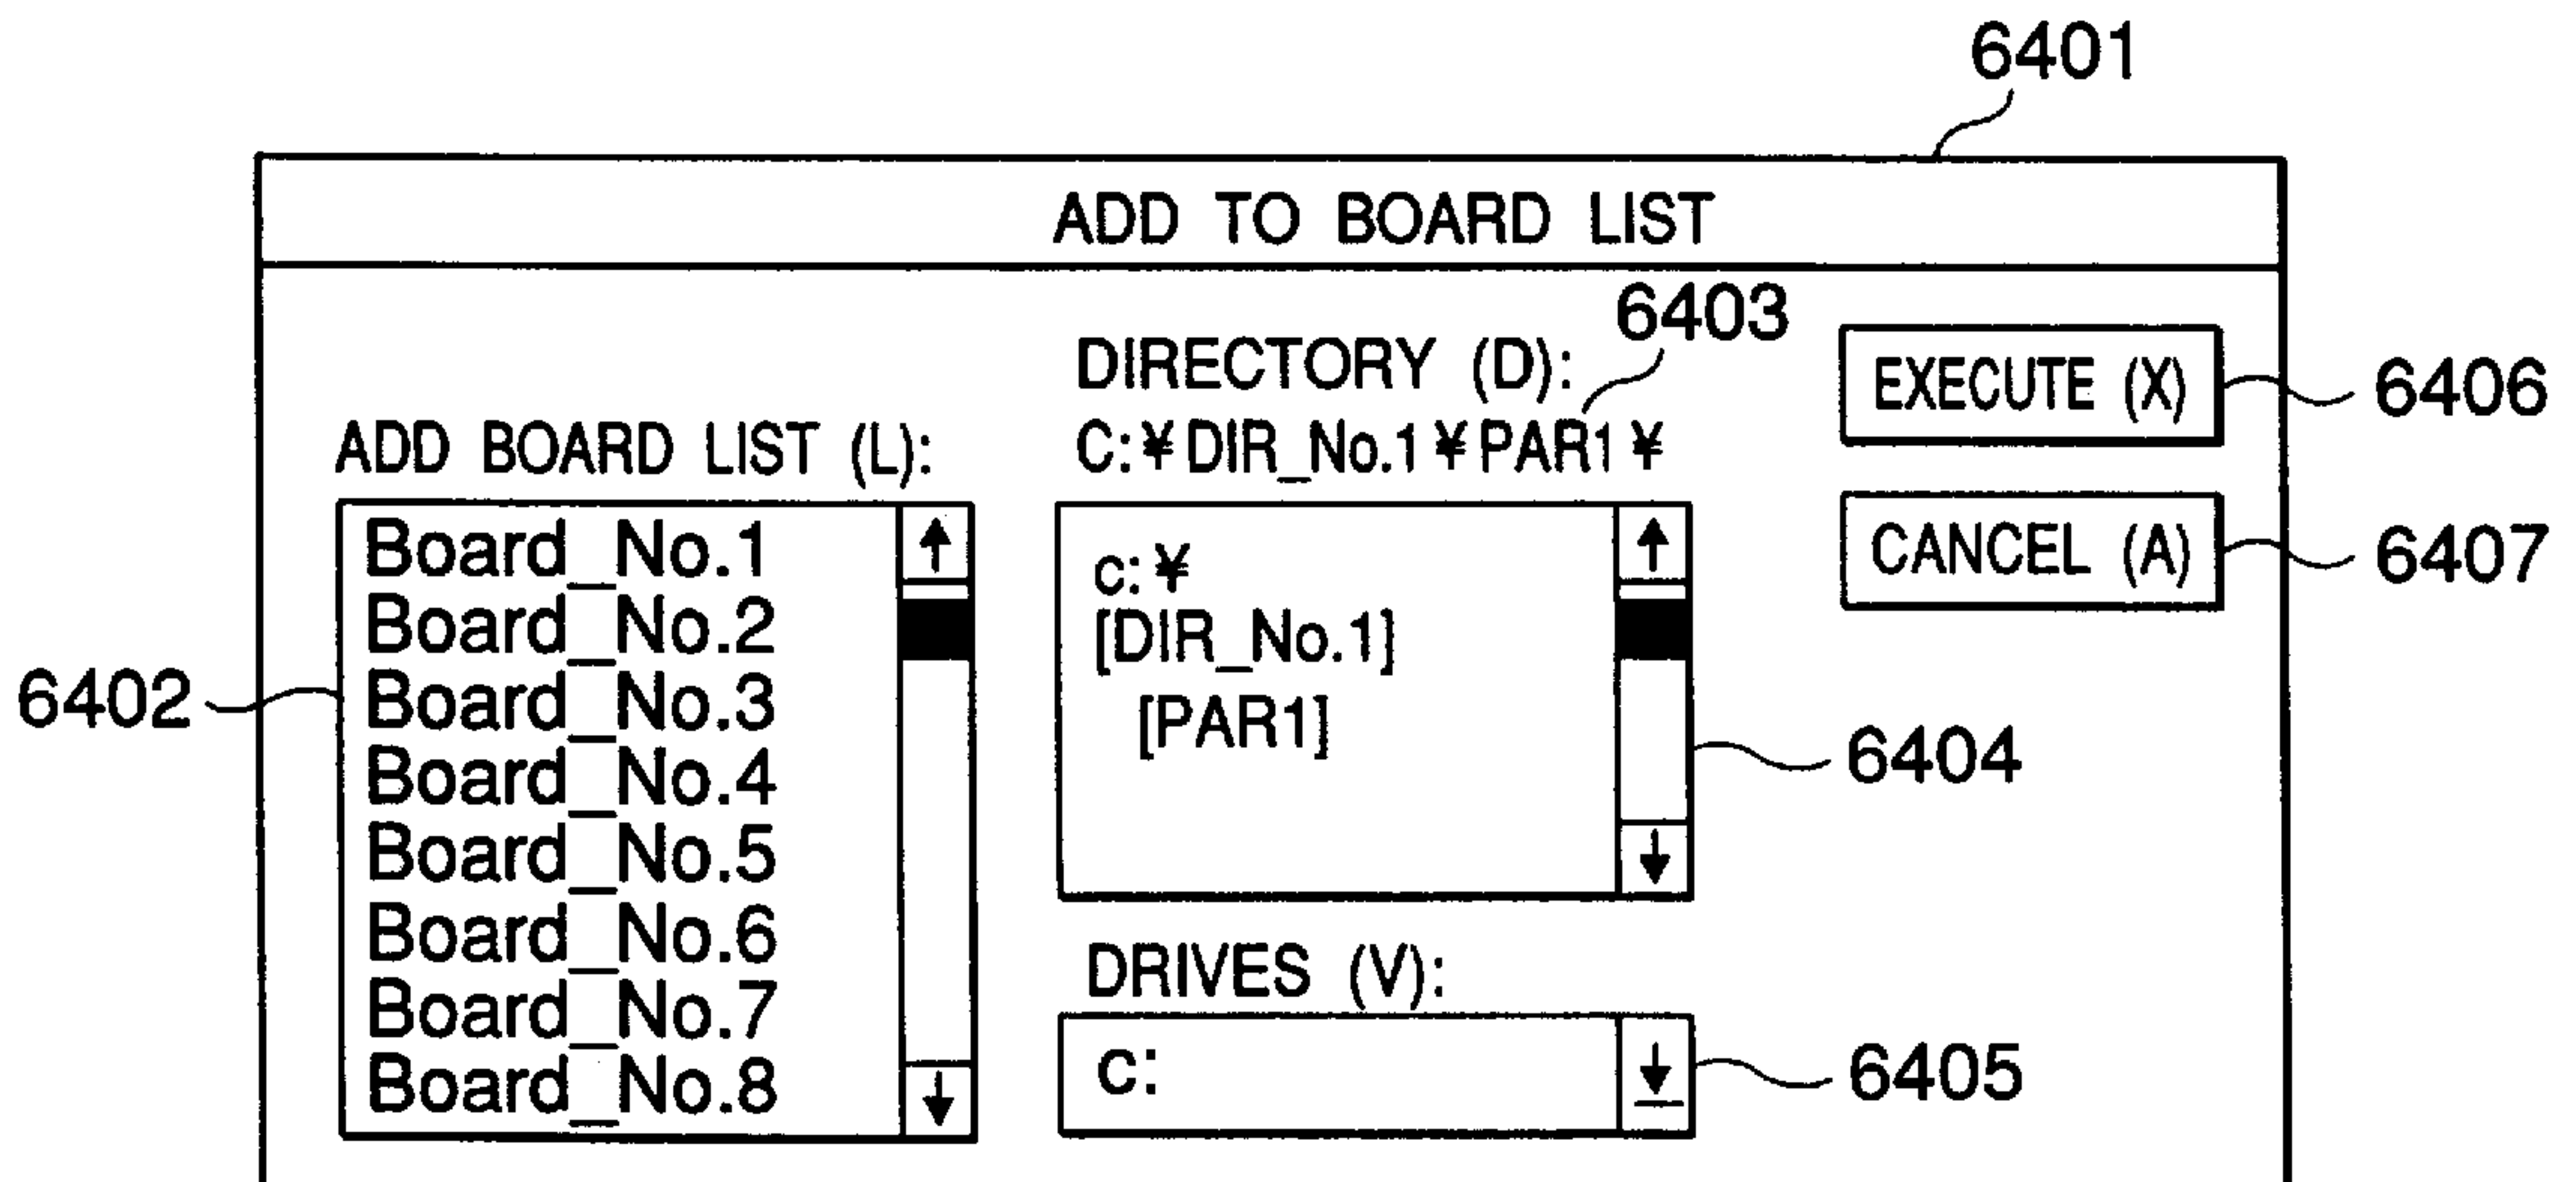 6401
ADD TO BOARD LIST
6403
DIRECTORY (D):
EXECUTE (X)
6406
ADD BOARD LIST (L):
C:¥DIR_No.1¥PAR1¥
CANCEL (A)
6407
6402
Board_No.1
Board_No.2
Board_No.3
Board_No.4
Board_No.5
Board_No.6
Board_No.7
Board_No.8
c:¥
[DIR_No.1]
[PAR1]
6404
DRIVES (V):
c:
6405